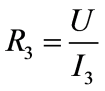 R₃ = U / I₃